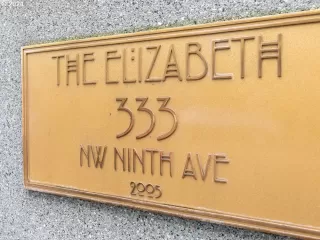 THE ELIZABETH
333
NW NINTH AVE
2005